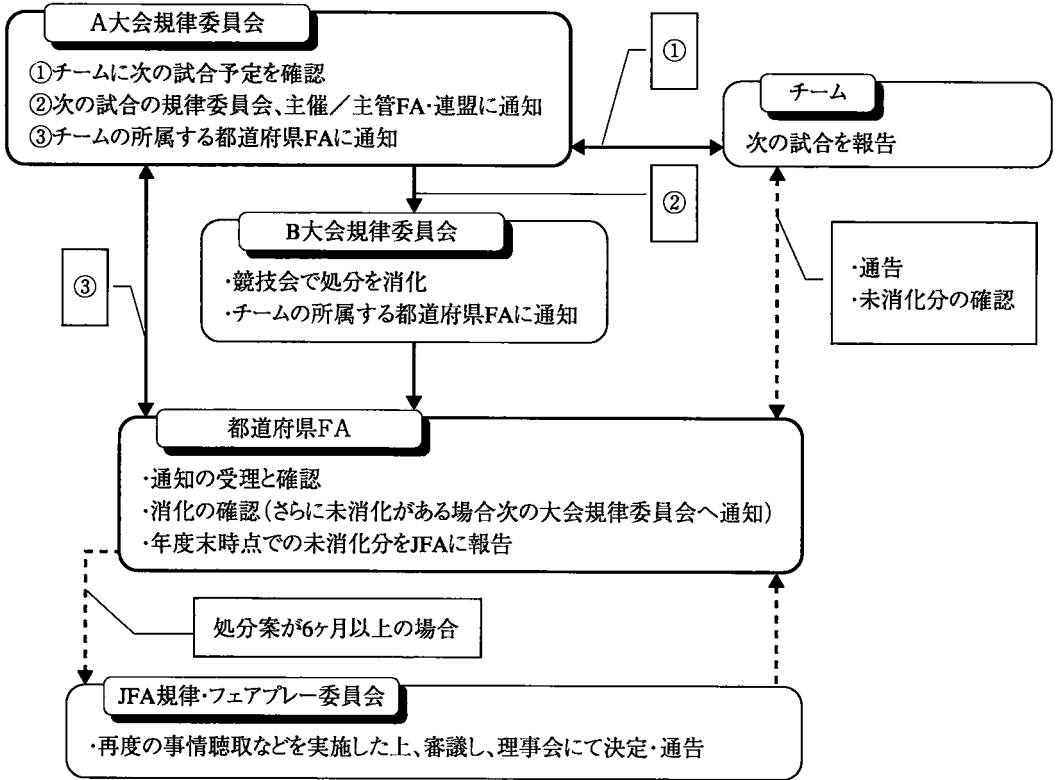 A大会規律委員会
①チームに次の試合予定を確認
②次の試合の規律委員会、主催／主管FA・連盟に通知
③チームの所属する都道府県FAに通知
①
チーム
次の試合を報告
②
B大会規律委員会
・競技会で処分を消化
・チームの所属する都道府県FAに通知
③
・通告
・未消化分の確認
都道府県FA
・通知の受理と確認
・消化の確認（さらに未消化がある場合次の大会規律委員会へ通知）
・年度末時点での未消化分をJFAに報告
処分案が6ヶ月以上の場合
JFA規律・フェアプレー委員会
・再度の事情聴取などを実施した上、審議し、理事会にて決定・通告